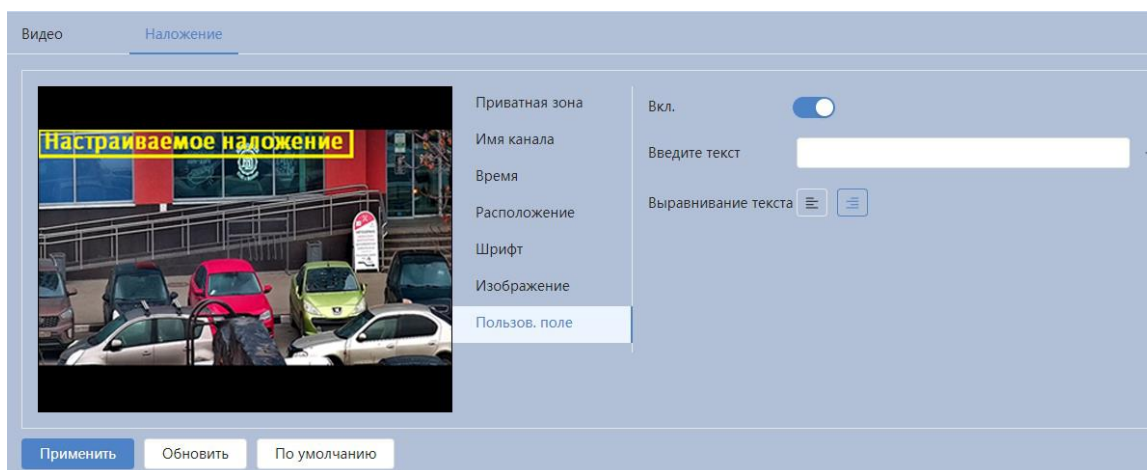 Видео Наложение
Настраиваемое наложение
Приватная зона
Имя канала
Время
Расположение
Шрифт
Изображение
Пользов. поле
Вкл.
Введите текст
Выравнивание текста
Применить Обновить По умолчанию